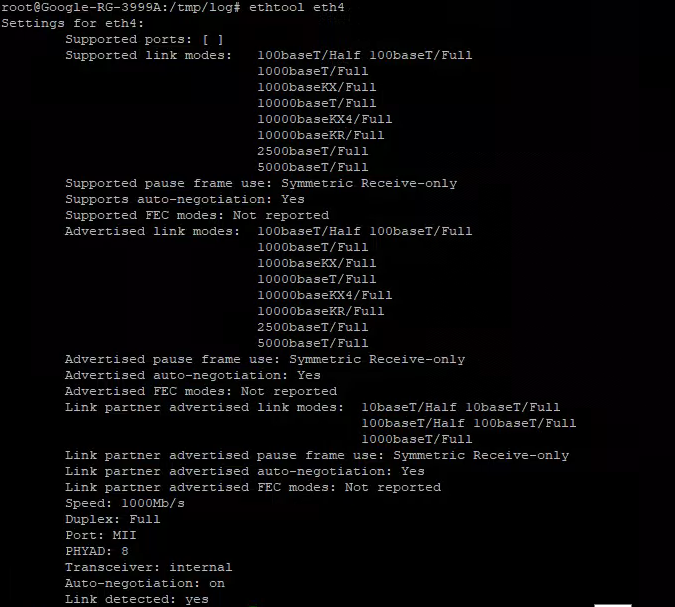 root@Google-RG-3999A:/tmp/log# ethtool eth4
Settings for eth4:
        Supported ports: [ ]
        Supported link modes:   100baseT/Half 100baseT/Full
                                1000baseT/Full
                                1000baseKX/Full
                                10000baseT/Full
                                10000baseKX4/Full
                                10000baseKR/Full
                                2500baseT/Full
                                5000baseT/Full
        Supported pause frame use: Symmetric Receive-only
        Supports auto-negotiation: Yes
        Supported FEC modes: Not reported
        Advertised link modes:  100baseT/Half 100baseT/Full
                                1000baseT/Full
                                1000baseKX/Full
                                10000baseT/Full
                                10000baseKX4/Full
                                10000baseKR/Full
                                2500baseT/Full
                                5000baseT/Full
        Advertised pause frame use: Symmetric Receive-only
        Advertised auto-negotiation: Yes
        Advertised FEC modes: Not reported
        Link partner advertised link modes:  10baseT/Half 10baseT/Full
                                             100baseT/Half 100baseT/Full
                                             1000baseT/Full
        Link partner advertised pause frame use: Symmetric Receive-only
        Link partner advertised auto-negotiation: Yes
        Link partner advertised FEC modes: Not reported
        Speed: 1000Mb/s
        Duplex: Full
        Port: MII
        PHYAD: 8
        Transceiver: internal
        Auto-negotiation: on
        Link detected: yes